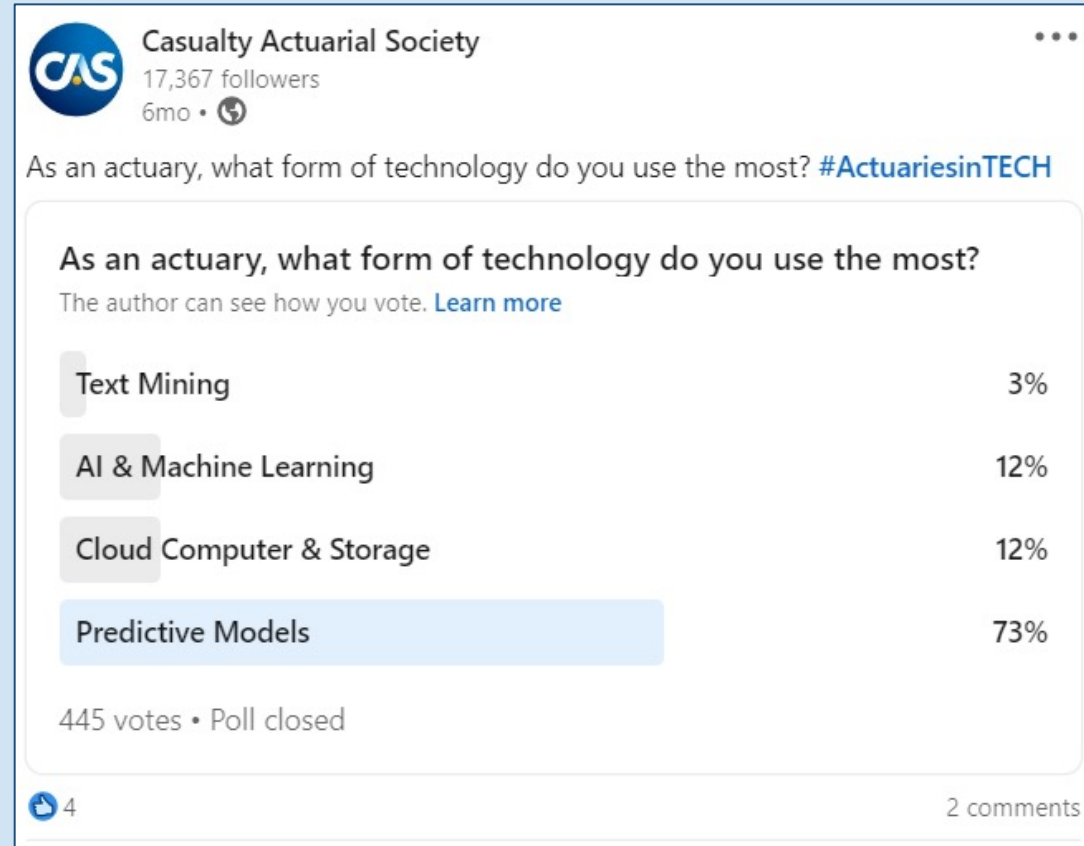 CAS
Casualty Actuarial Society
17,367 followers
6mo •
As an actuary, what form of technology do you use the most? #ActuariesinTECH
As an actuary, what form of technology do you use the most?
The author can see how you vote. Learn more
Text Mining 3%
AI & Machine Learning 12%
Cloud Computer & Storage 12%
Predictive Models 73%
445 votes • Poll closed
4 2 comments